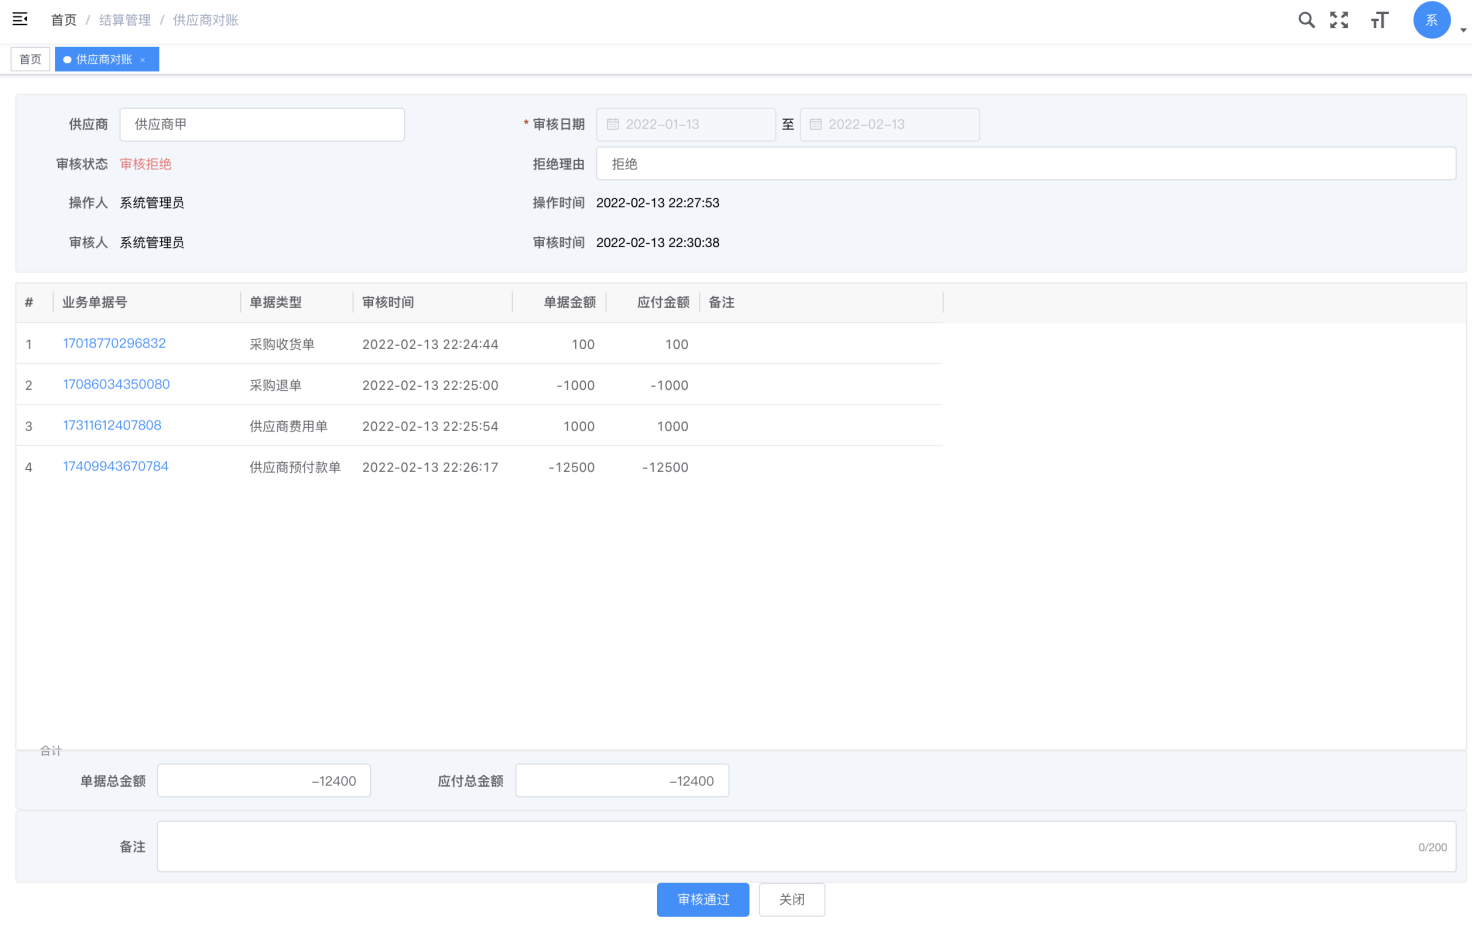 首页 / 结算管理 / 供应商对账
系
首页 供应商对账 ×
供应商 供应商甲 * 审核日期 2022-01-13 至 2022-02-13
审核状态 审核拒绝 拒绝理由 拒绝
操作人 系统管理员 操作时间 2022-02-13 22:27:53
审核人 系统管理员 审核时间 2022-02-13 22:30:38
# 业务单据号 单据类型 审核时间 单据金额 应付金额 备注
1 17018770296832 采购收货单 2022-02-13 22:24:44 100 100
2 17086034350080 采购退单 2022-02-13 22:25:00 -1000 -1000
3 17311612407808 供应商费用单 2022-02-13 22:25:54 1000 1000
4 17409943670784 供应商预付款单 2022-02-13 22:26:17 -12500 -12500
合计
单据总金额 -12400 应付总金额 -12400
备注 0/200
审核通过 关闭